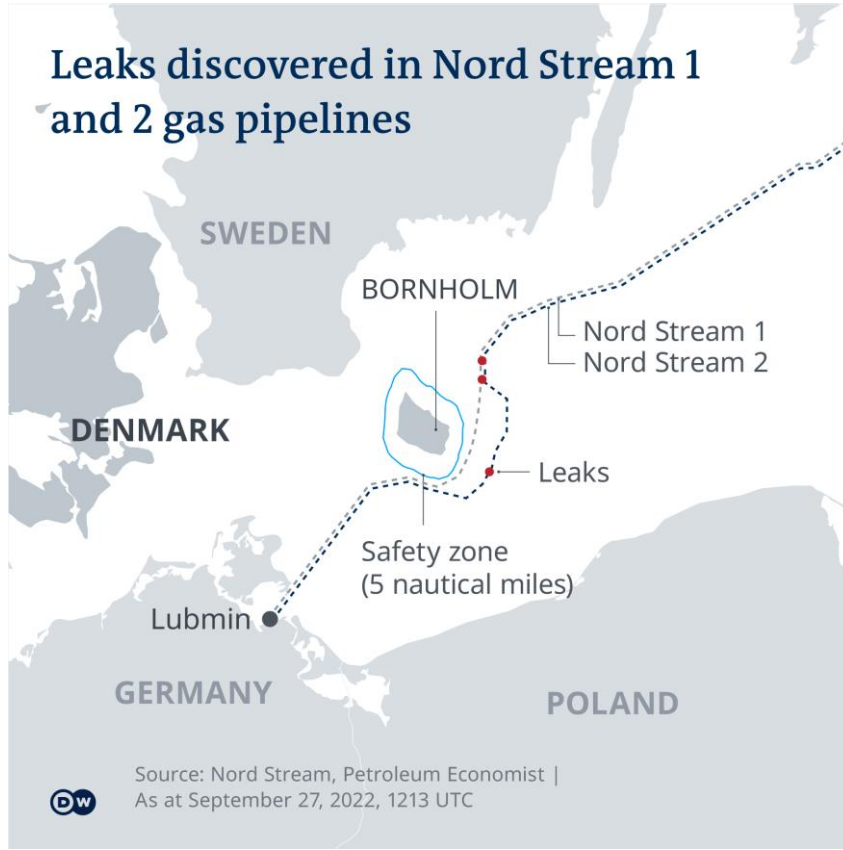 Leaks discovered in Nord Stream 1
and 2 gas pipelines
SWEDEN
BORNHOLM
Nord Stream 1
Nord Stream 2
DENMARK
Leaks
Safety zone
(5 nautical miles)
Lubmin
GERMANY
POLAND
Source: Nord Stream, Petroleum Economist |
As at September 27, 2022, 1213 UTC
DW